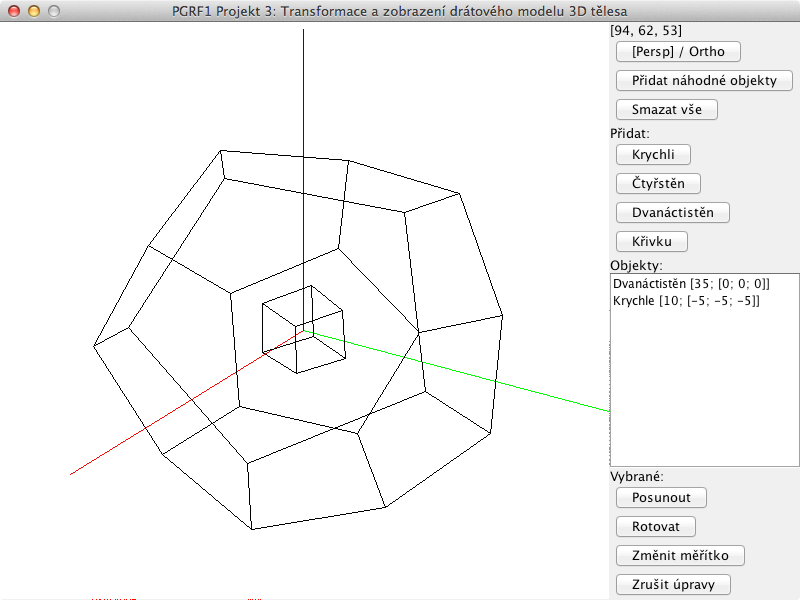 PGRF1 Projekt 3: Transformace a zobrazení drátového modelu 3D tělesa
[94, 62, 53]
[Persp] / Ortho
Přidat náhodné objekty
Smazat vše
Přidat:
Krychli
Čtyřstěn
Dvanáctistěn
Křivku
Objekty:
Dvanáctistěn [35; [0; 0; 0]]
Krychle [10; [-5; -5; -5]]
Vybrané:
Posunout
Rotovat
Změnit měřítko
Zrušit úpravy